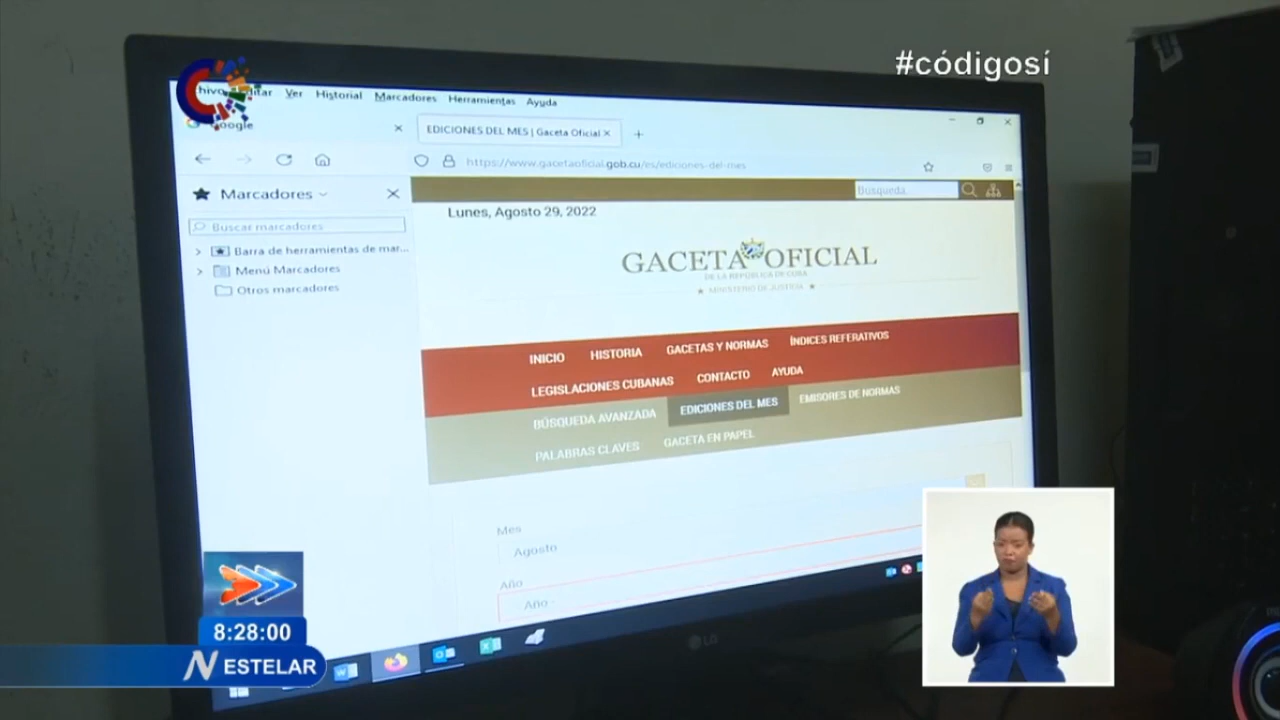 #códigosí
chivo Editar Ver Historial Marcadores Herramientas Ayuda
Google
EDICIONES DEL MES | Gaceta Oficial
https://www.gacetaoficial.gob.cu/es/ediciones-del-mes
Marcadores
Búsqueda
Lunes, Agosto 29, 2022
Buscar marcadores
Barra de herramientas de mar...
Menú Marcadores
Otros marcadores
GACETA OFICIAL
DE LA REPÚBLICA DE CUBA
MINISTERIO DE JUSTICIA
INICIO HISTORIA GACETAS Y NORMAS ÍNDICES REFERATIVOS
LEGISLACIONES CUBANAS CONTACTO AYUDA
BÚSQUEDA AVANZADA EDICIONES DEL MES EMISORES DE NORMAS
PALABRAS CLAVES GACETA EN PAPEL
Mes
Agosto
Año
- Año -
LG
8:28:00
N ESTELAR